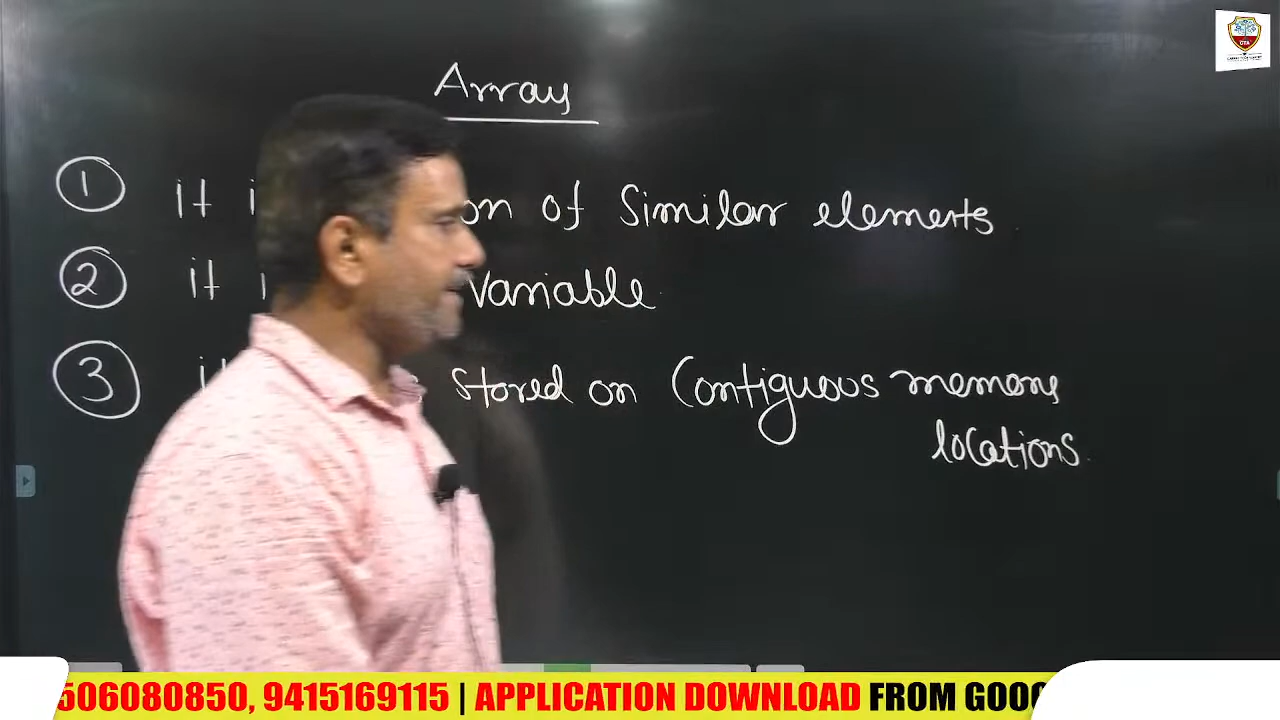 Array
1 it i on of Similar elements
2 it i Variable.
3 it stored on Contiguous memory
locations.
506080850, 9415169115 | APPLICATION DOWNLOAD FROM GOOG